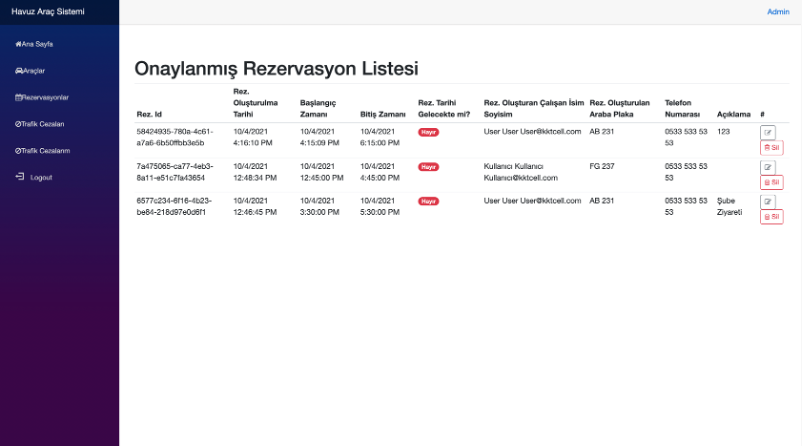 Havuz Araç Sistemi
Admin
Ana Sayfa
Araçlar
Rezervasyonlar
Trafik Cezaları
Trafik Cezalarım
Logout
Onaylanmış Rezervasyon Listesi
Rez. Id Rez. Oluşturulma Tarihi Başlangıç Zamanı Bitiş Zamanı Rez. Tarihi Gelecekte mi? Rez. Oluşturan Çalışan İsim Soyisim Rez. Oluşturulan Araba Plaka Telefon Numarası Açıklama #
58424935-780a-4c61- 10/4/2021 10/4/2021 10/4/2021 Hayır User User User@kktcell.com AB 231 0533 533 53 123
a7a6-6b50ffbb3e5b 4:16:10 PM 4:15:09 PM 6:15:00 PM 53
Sil
7a475065-ca77-4eb3- 10/4/2021 10/4/2021 10/4/2021 Hayır Kullanıcı Kullanıcı FG 237 0533 533 53
8a11-e51c7fa43654 12:48:34 PM 12:45:00 PM 4:45:00 PM Kullanıcı@kktcell.com 53
Sil
6577c234-6f16-4b23- 10/4/2021 10/4/2021 10/4/2021 Hayır User User User@kktcell.com AB 231 0533 533 53 Şube
be84-218d97e0d6f1 12:46:45 PM 3:30:00 PM 5:30:00 PM 53 Ziyareti
Sil